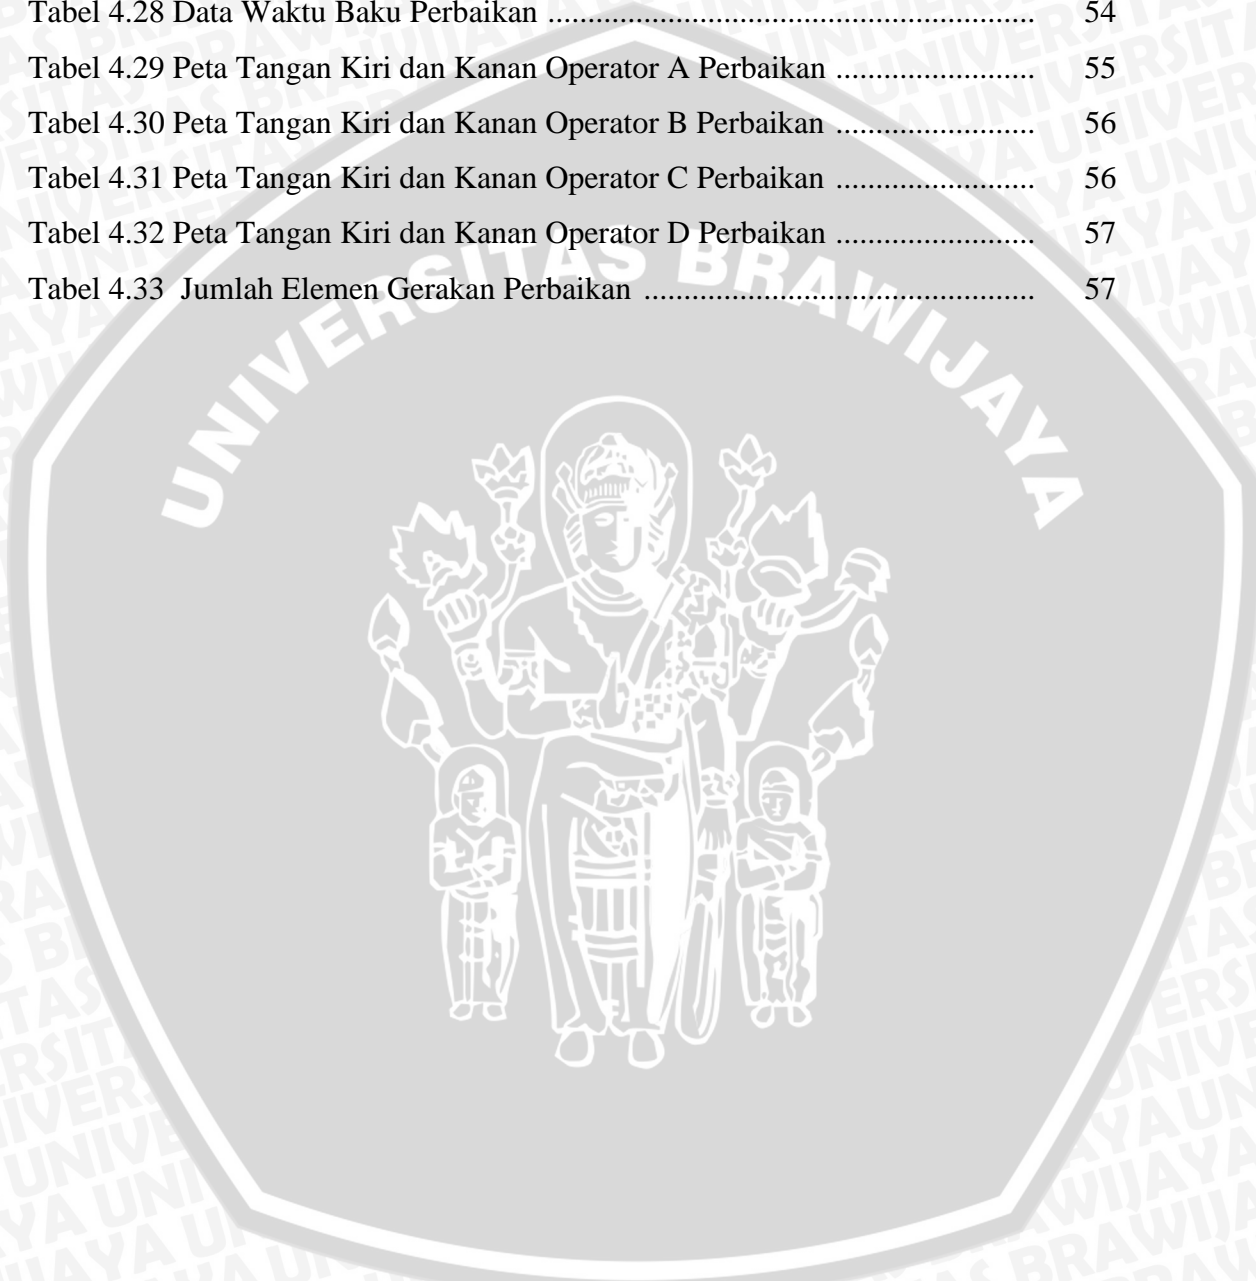 Tabel 4.28 Data Waktu Baku Perbaikan ........................................................... 54
Tabel 4.29 Peta Tangan Kiri dan Kanan Operator A Perbaikan ........................ 55
Tabel 4.30 Peta Tangan Kiri dan Kanan Operator B Perbaikan ........................ 56
Tabel 4.31 Peta Tangan Kiri dan Kanan Operator C Perbaikan ........................ 56
Tabel 4.32 Peta Tangan Kiri dan Kanan Operator D Perbaikan ........................ 57
Tabel 4.33 Jumlah Elemen Gerakan Perbaikan ............................................... 57
UNIVERSITAS BRAWIJAYA